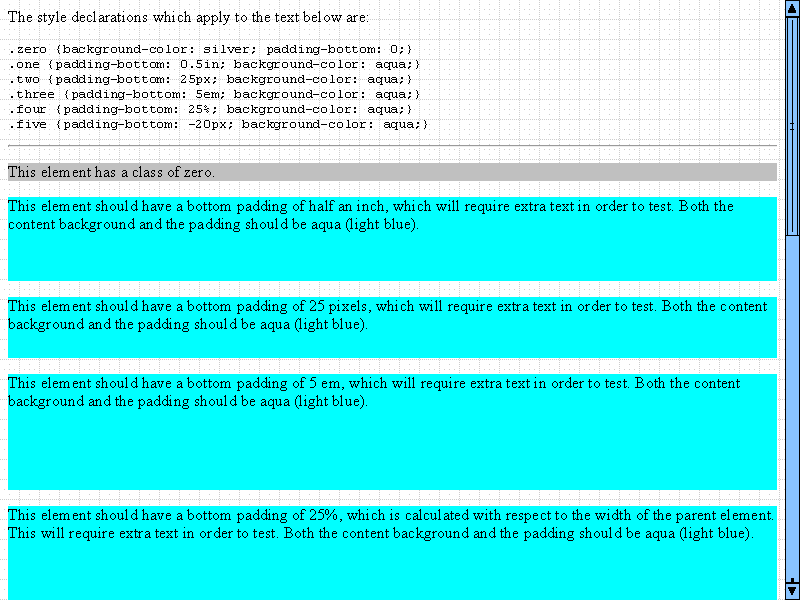 The style declarations which apply to the text below are:
.zero {background-color: silver; padding-bottom: 0;}
.one {padding-bottom: 0.5in; background-color: aqua;}
.two {padding-bottom: 25px; background-color: aqua;}
.three {padding-bottom: 5em; background-color: aqua;}
.four {padding-bottom: 25%; background-color: aqua;}
.five {padding-bottom: -20px; background-color: aqua;}
This element has a class of zero.
This element should have a bottom padding of half an inch, which will require extra text in order to test. Both the
content background and the padding should be aqua (light blue).
This element should have a bottom padding of 25 pixels, which will require extra text in order to test. Both the content
background and the padding should be aqua (light blue).
This element should have a bottom padding of 5 em, which will require extra text in order to test. Both the content
background and the padding should be aqua (light blue).
This element should have a bottom padding of 25%, which is calculated with respect to the width of the parent element.
This will require extra text in order to test. Both the content background and the padding should be aqua (light blue).